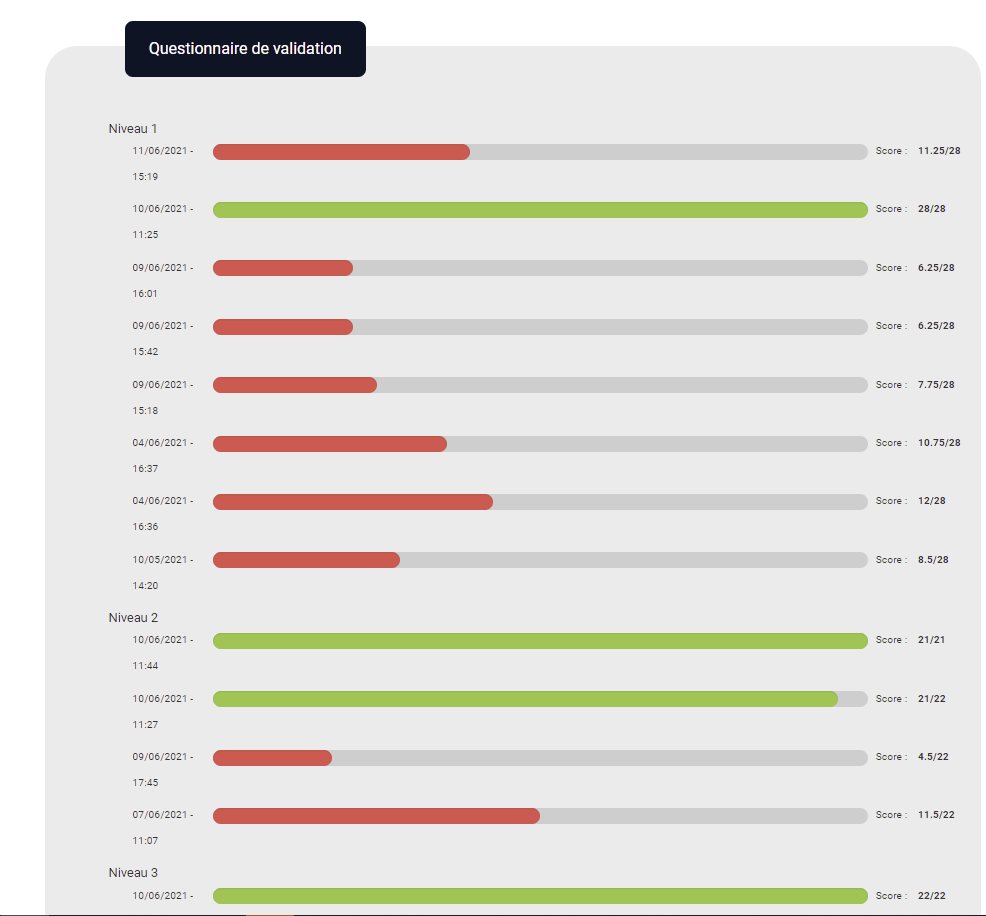 Questionnaire de validation
Niveau 1
11/06/2021 - Score : 11.25/28
15:19
10/06/2021 - Score : 28/28
11:25
09/06/2021 - Score : 6.25/28
16:01
09/06/2021 - Score : 6.25/28
15:42
09/06/2021 - Score : 7.75/28
15:18
04/06/2021 - Score : 10.75/28
16:37
04/06/2021 - Score : 12/28
16:36
10/05/2021 - Score : 8.5/28
14:20
Niveau 2
10/06/2021 - Score : 21/21
11:44
10/06/2021 - Score : 21/22
11:27
09/06/2021 - Score : 4.5/22
17:45
07/06/2021 - Score : 11.5/22
11:07
Niveau 3
10/06/2021 - Score : 22/22